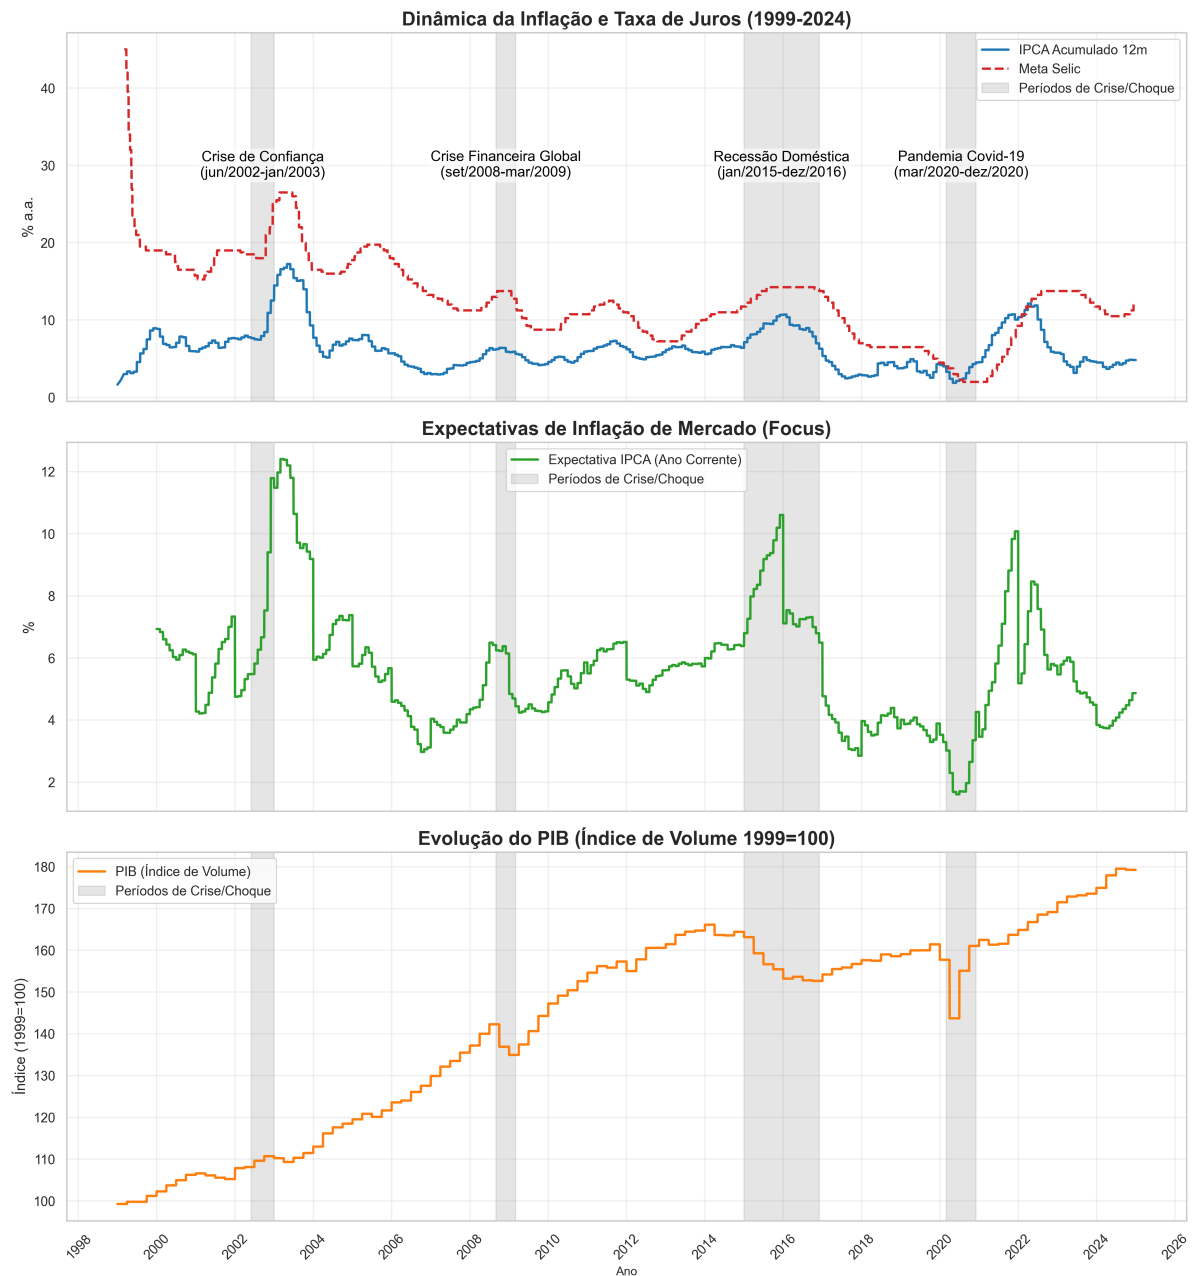 Dinâmica da Inflação e Taxa de Juros (1999-2024)
IPCA Acumulado 12m
Meta Selic
Períodos de Crise/Choque
40
30
20
10
0
% a.a.
Crise de Confiança
(jun/2002-jan/2003)
Crise Financeira Global
(set/2008-mar/2009)
Recessão Doméstica
(jan/2015-dez/2016)
Pandemia Covid-19
(mar/2020-dez/2020)
Expectativas de Inflação de Mercado (Focus)
Expectativa IPCA (Ano Corrente)
Períodos de Crise/Choque
12
10
8
6
4
2
%
Evolução do PIB (Índice de Volume 1999=100)
PIB (Índice de Volume)
Períodos de Crise/Choque
180
170
160
150
140
130
120
110
100
Índice (1999=100)
1998
2000
2002
2004
2006
2008
2010
2012
2014
2016
2018
2020
2022
2024
2026
Ano